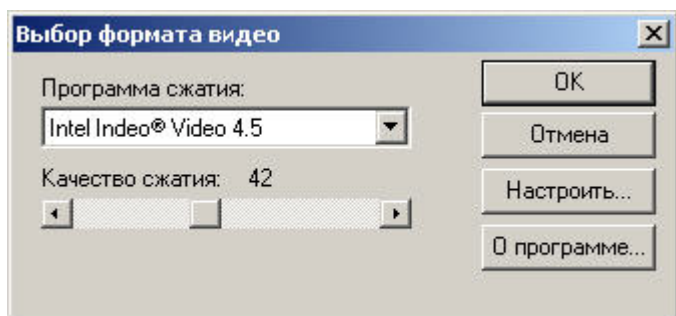 Выбор формата видео
Программа сжатия:
Intel Indeo® Video 4.5
Качество сжатия: 42
OK
Отмена
Настроить...
О программе...